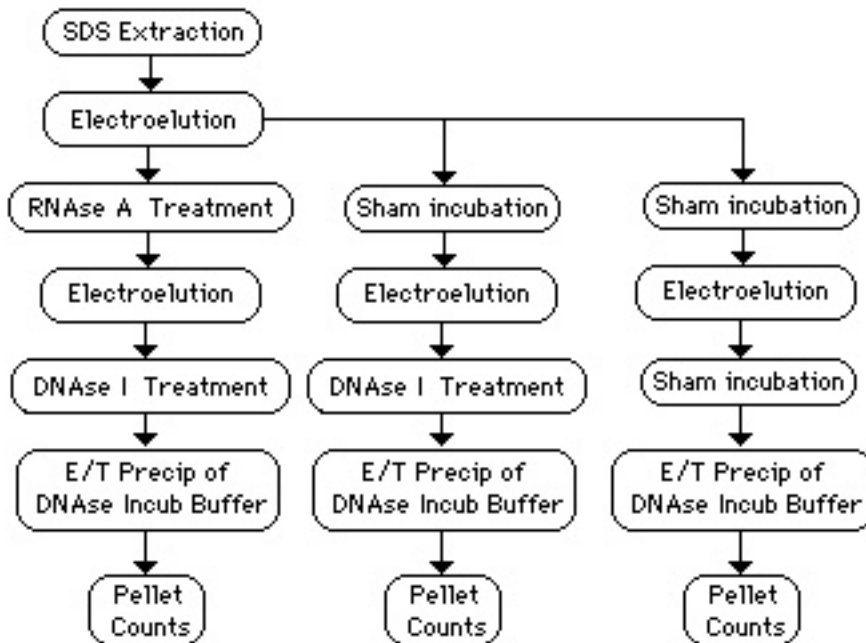 SDS Extraction
Electroelution
RNAse A Treatment
Sham incubation
Sham incubation
Electroelution
Electroelution
Electroelution
DNAse I Treatment
DNAse I Treatment
Sham incubation
E/T Precip of
DNAse Incub Buffer
E/T Precip of
DNAse Incub Buffer
E/T Precip of
DNAse Incub Buffer
Pellet
Counts
Pellet
Counts
Pellet
Counts